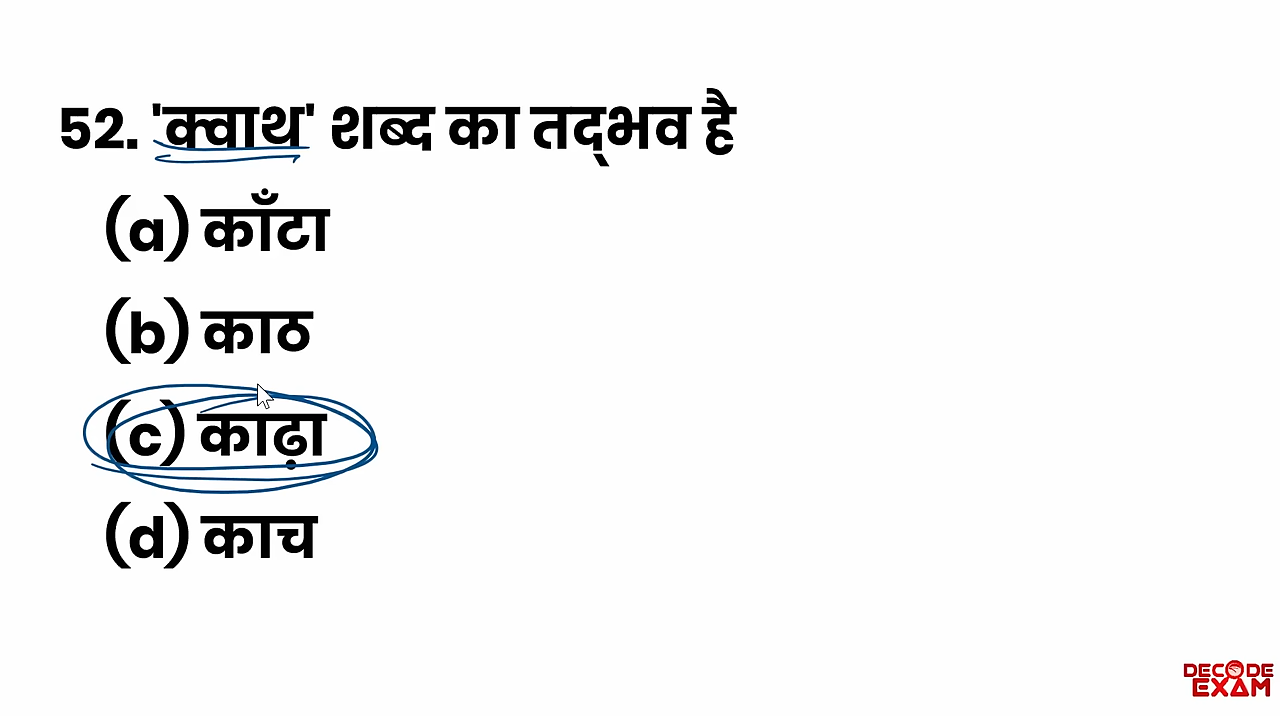 52. 'क्वाथ' शब्द का तद्‌भव है
(a) काँटा
(b) काठ
(c) काढ़ा
(d) काच
DECODE
EXAM